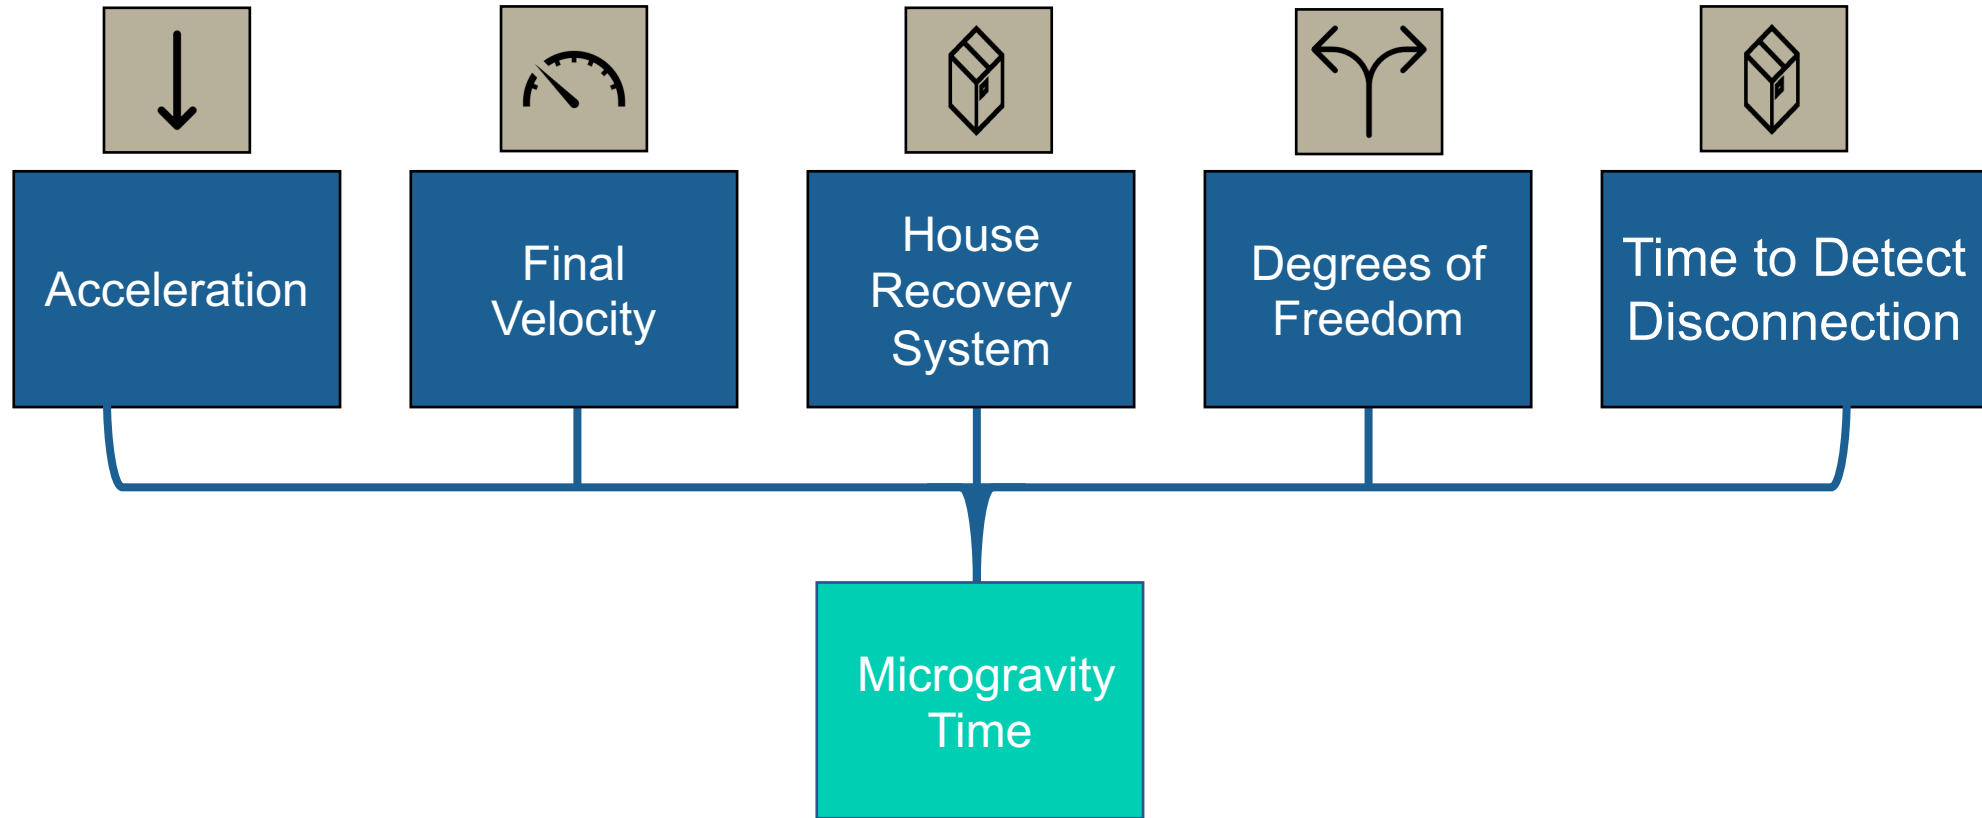 Acceleration
Final
Velocity
House
Recovery
System
Degrees of
Freedom
Time to Detect
Disconnection
Microgravity
Time